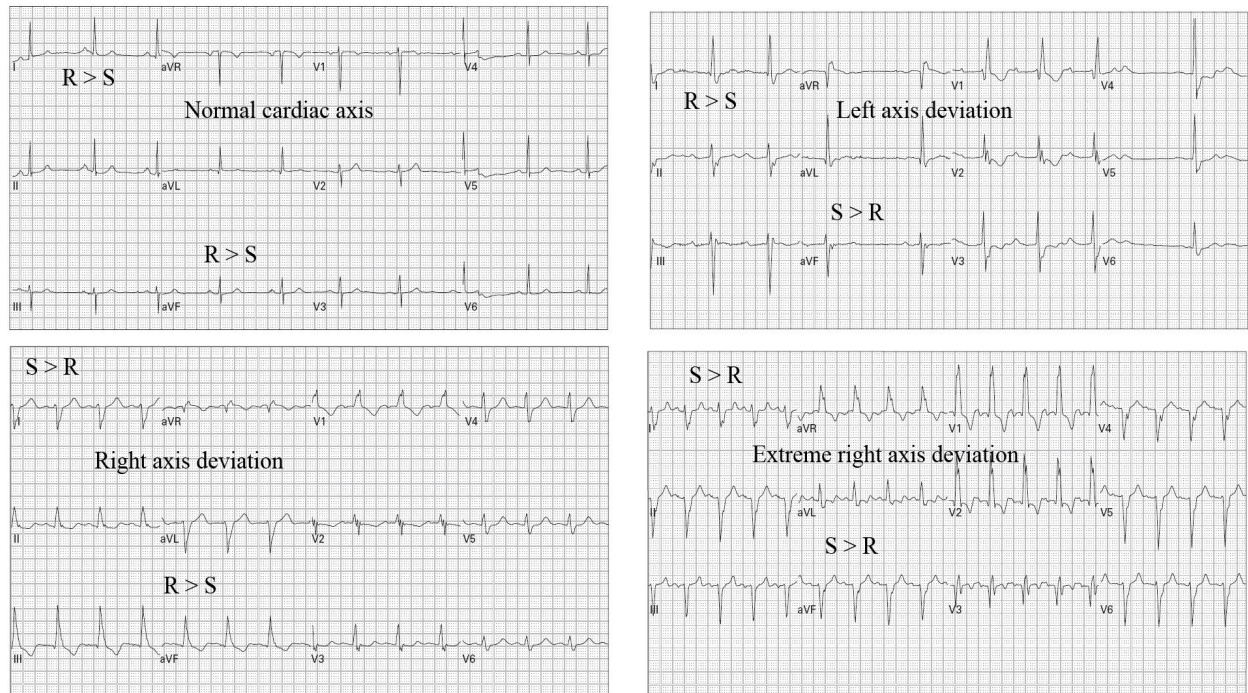 I aVR V1 V4
R > S
Normal cardiac axis
II aVL V2 V5
R > S
III aVF V3 V6
I aVR V1 V4
R > S
Left axis deviation
II aVL V2 V5
S > R
III aVF V3 V6
S > R
I aVR V1 V4
Right axis deviation
II aVL V2 V5
R > S
III aVF V3 V6
S > R
I aVR V1 V4
Extreme right axis deviation
II aVL V2 V5
S > R
III aVF V3 V6